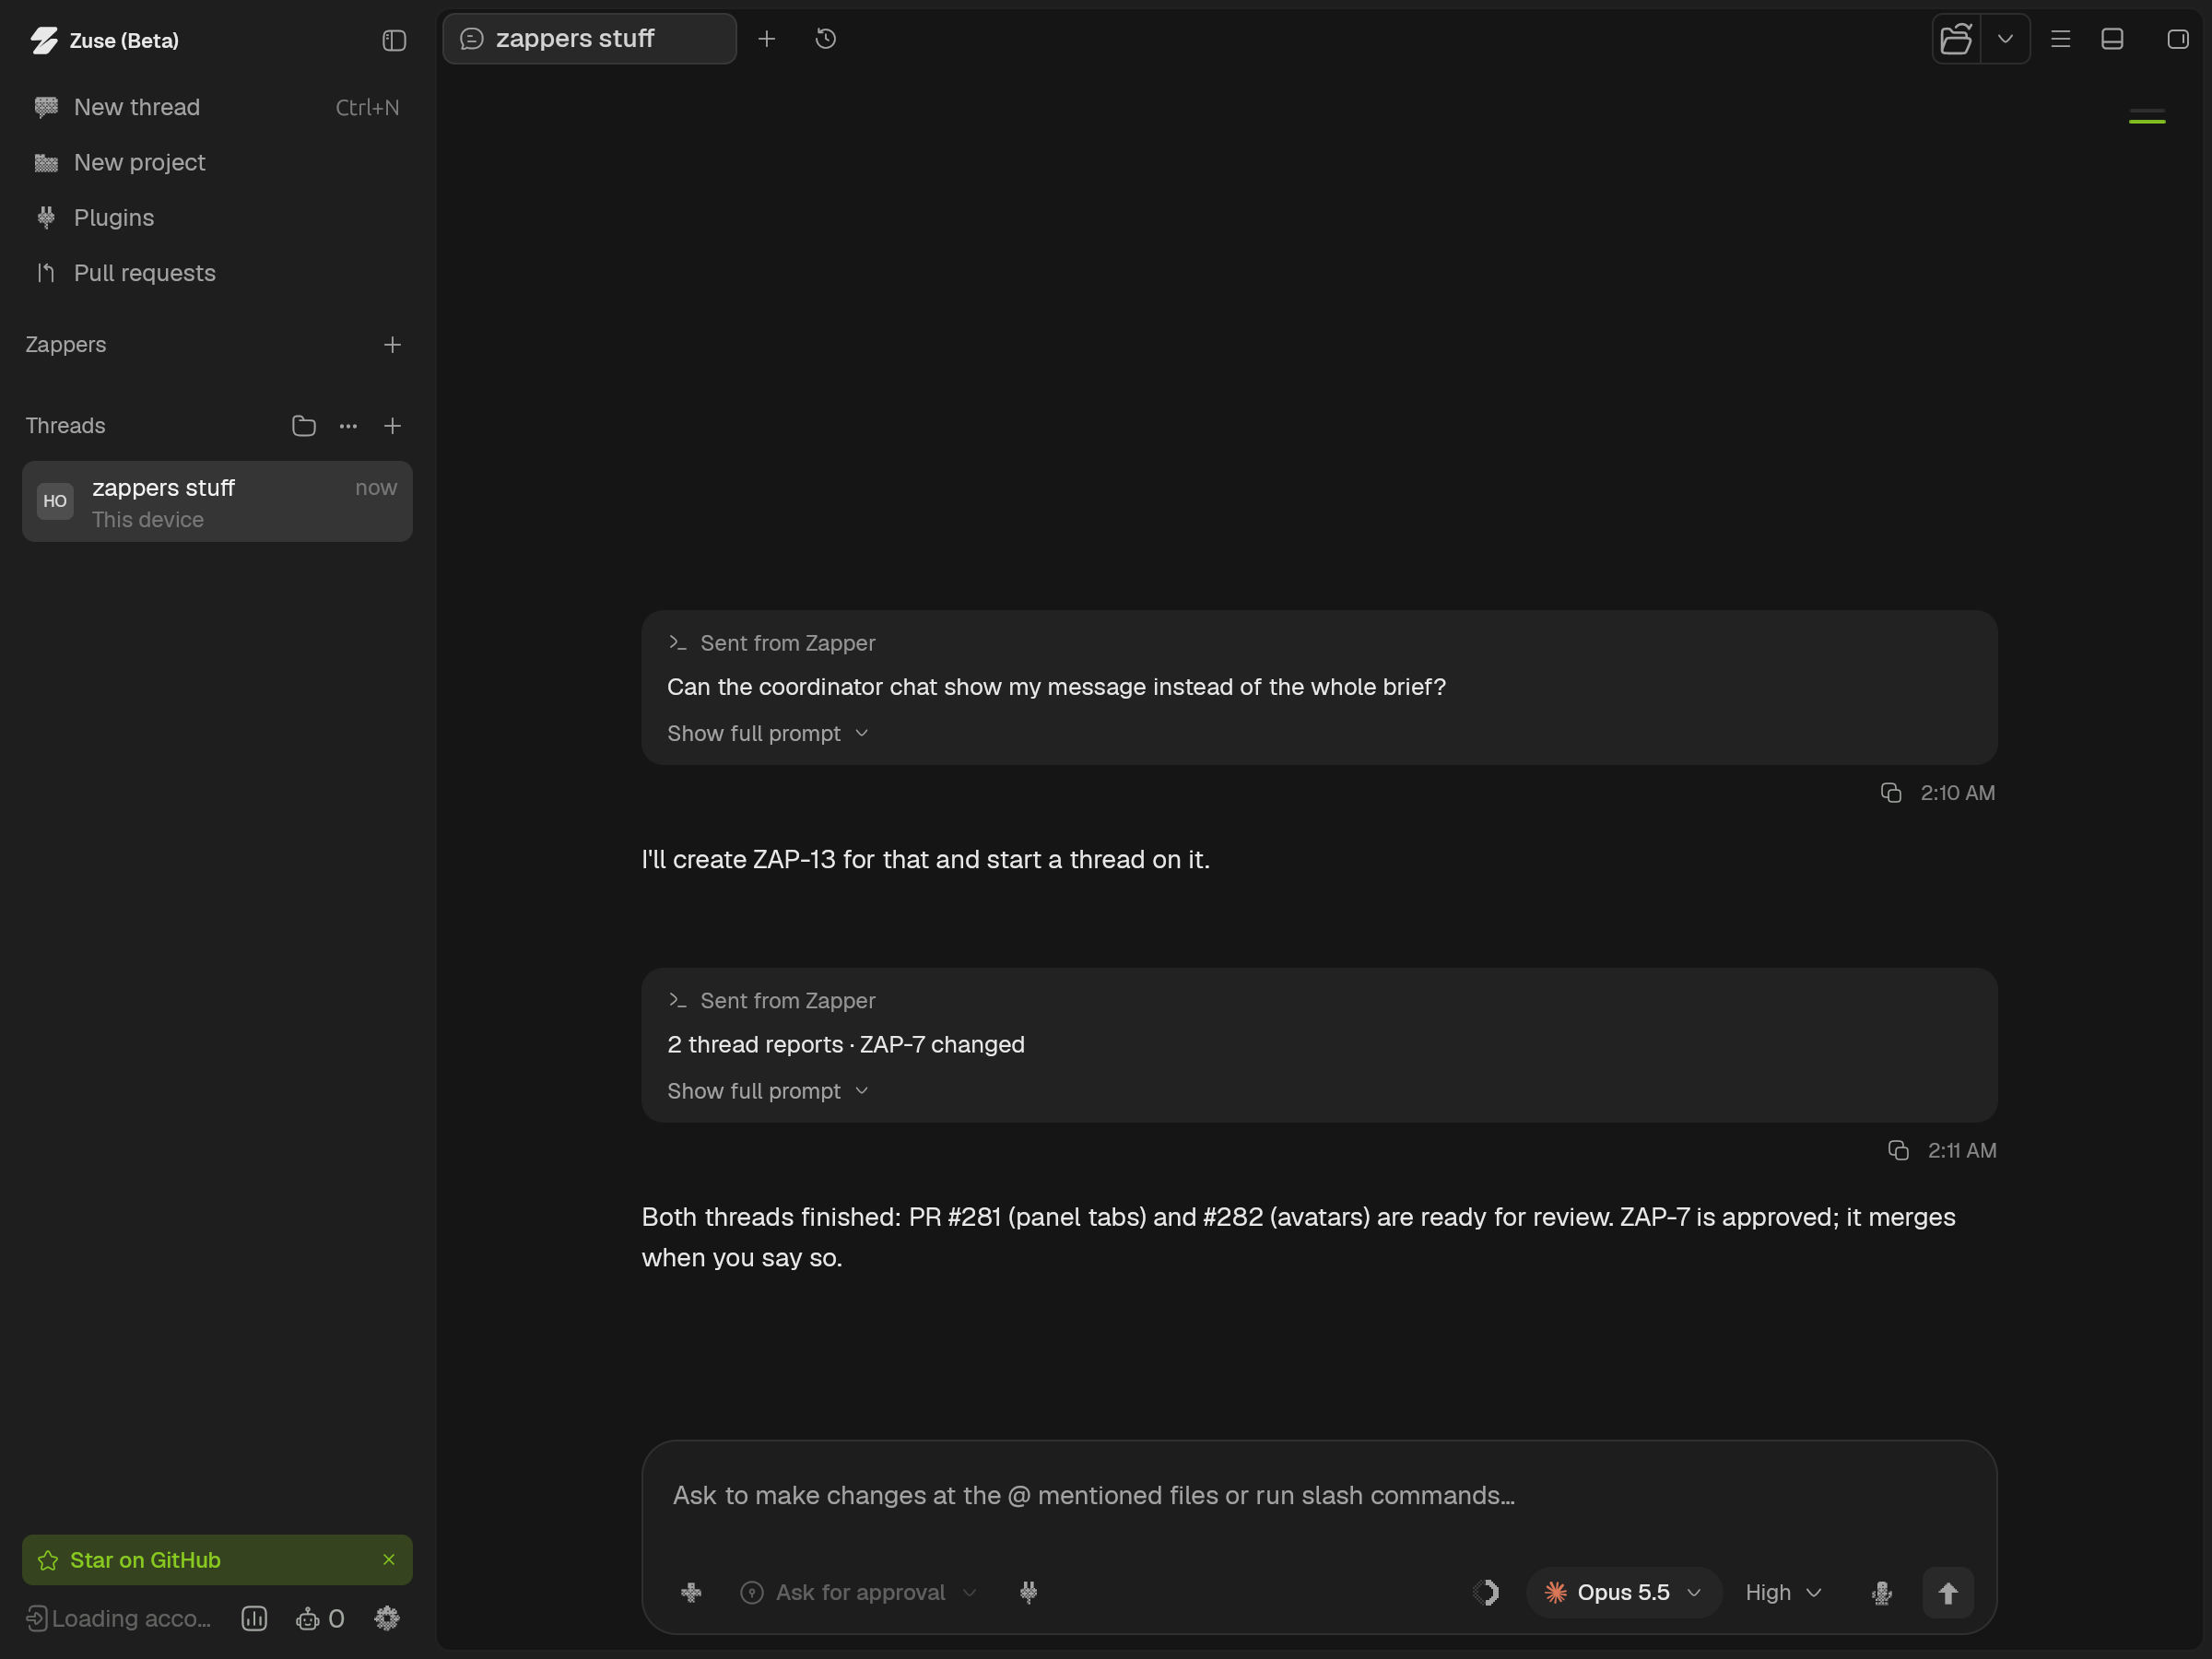 Zuse (Beta)
New thread Ctrl+N
New project
Plugins
Pull requests
Zappers
Threads
HO
zappers stuff now
This device
Star on GitHub
Loading acco...
0
zappers stuff
Sent from Zapper
Can the coordinator chat show my message instead of the whole brief?
Show full prompt
2:10 AM
I'll create ZAP-13 for that and start a thread on it.
Sent from Zapper
2 thread reports · ZAP-7 changed
Show full prompt
2:11 AM
Both threads finished: PR #281 (panel tabs) and #282 (avatars) are ready for review. ZAP-7 is approved; it merges
when you say so.
Ask to make changes at the @ mentioned files or run slash commands...
Ask for approval
Opus 5.5
High